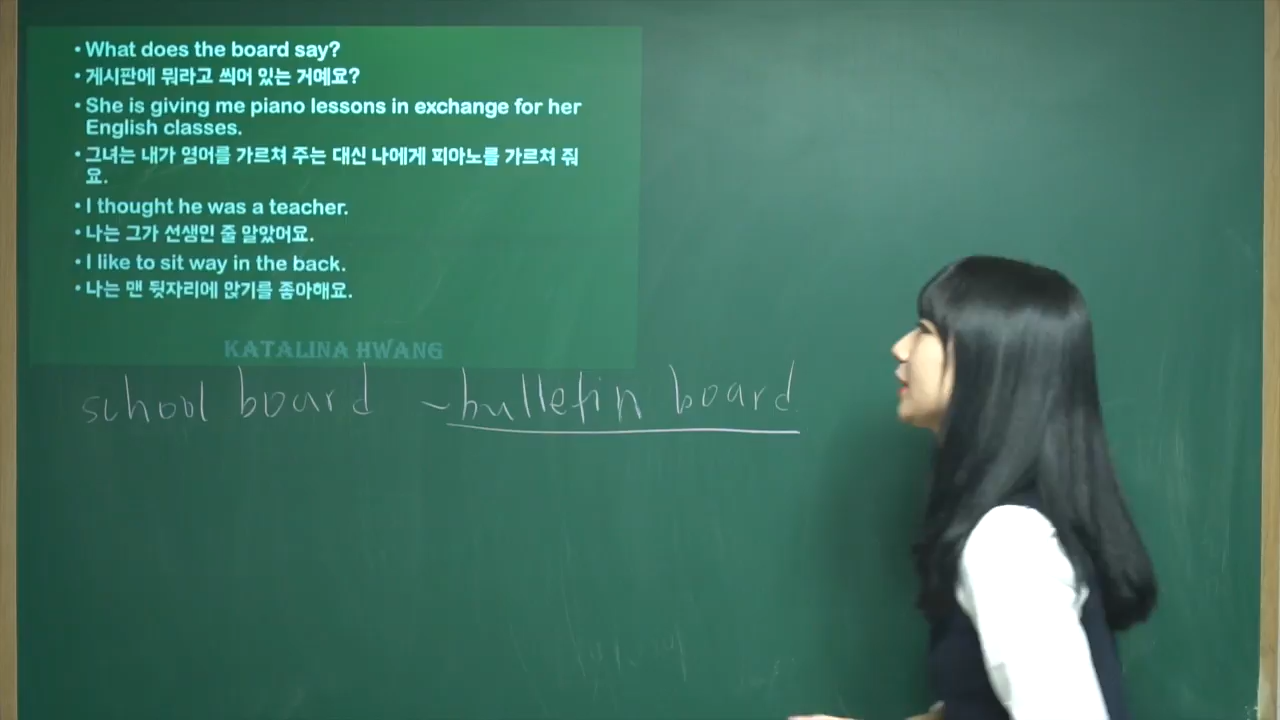 • What does the board say?
• 게시판에 뭐라고 씌어 있는 거예요?
• She is giving me piano lessons in exchange for her
English classes.
• 그녀는 내가 영어를 가르쳐 주는 대신 나에게 피아노를 가르쳐 줘
요.
• I thought he was a teacher.
• 나는 그가 선생인 줄 알았어요.
• I like to sit way in the back.
• 나는 맨 뒷자리에 앉기를 좋아해요.
KATALINA HWANG
school board ~bulletin board